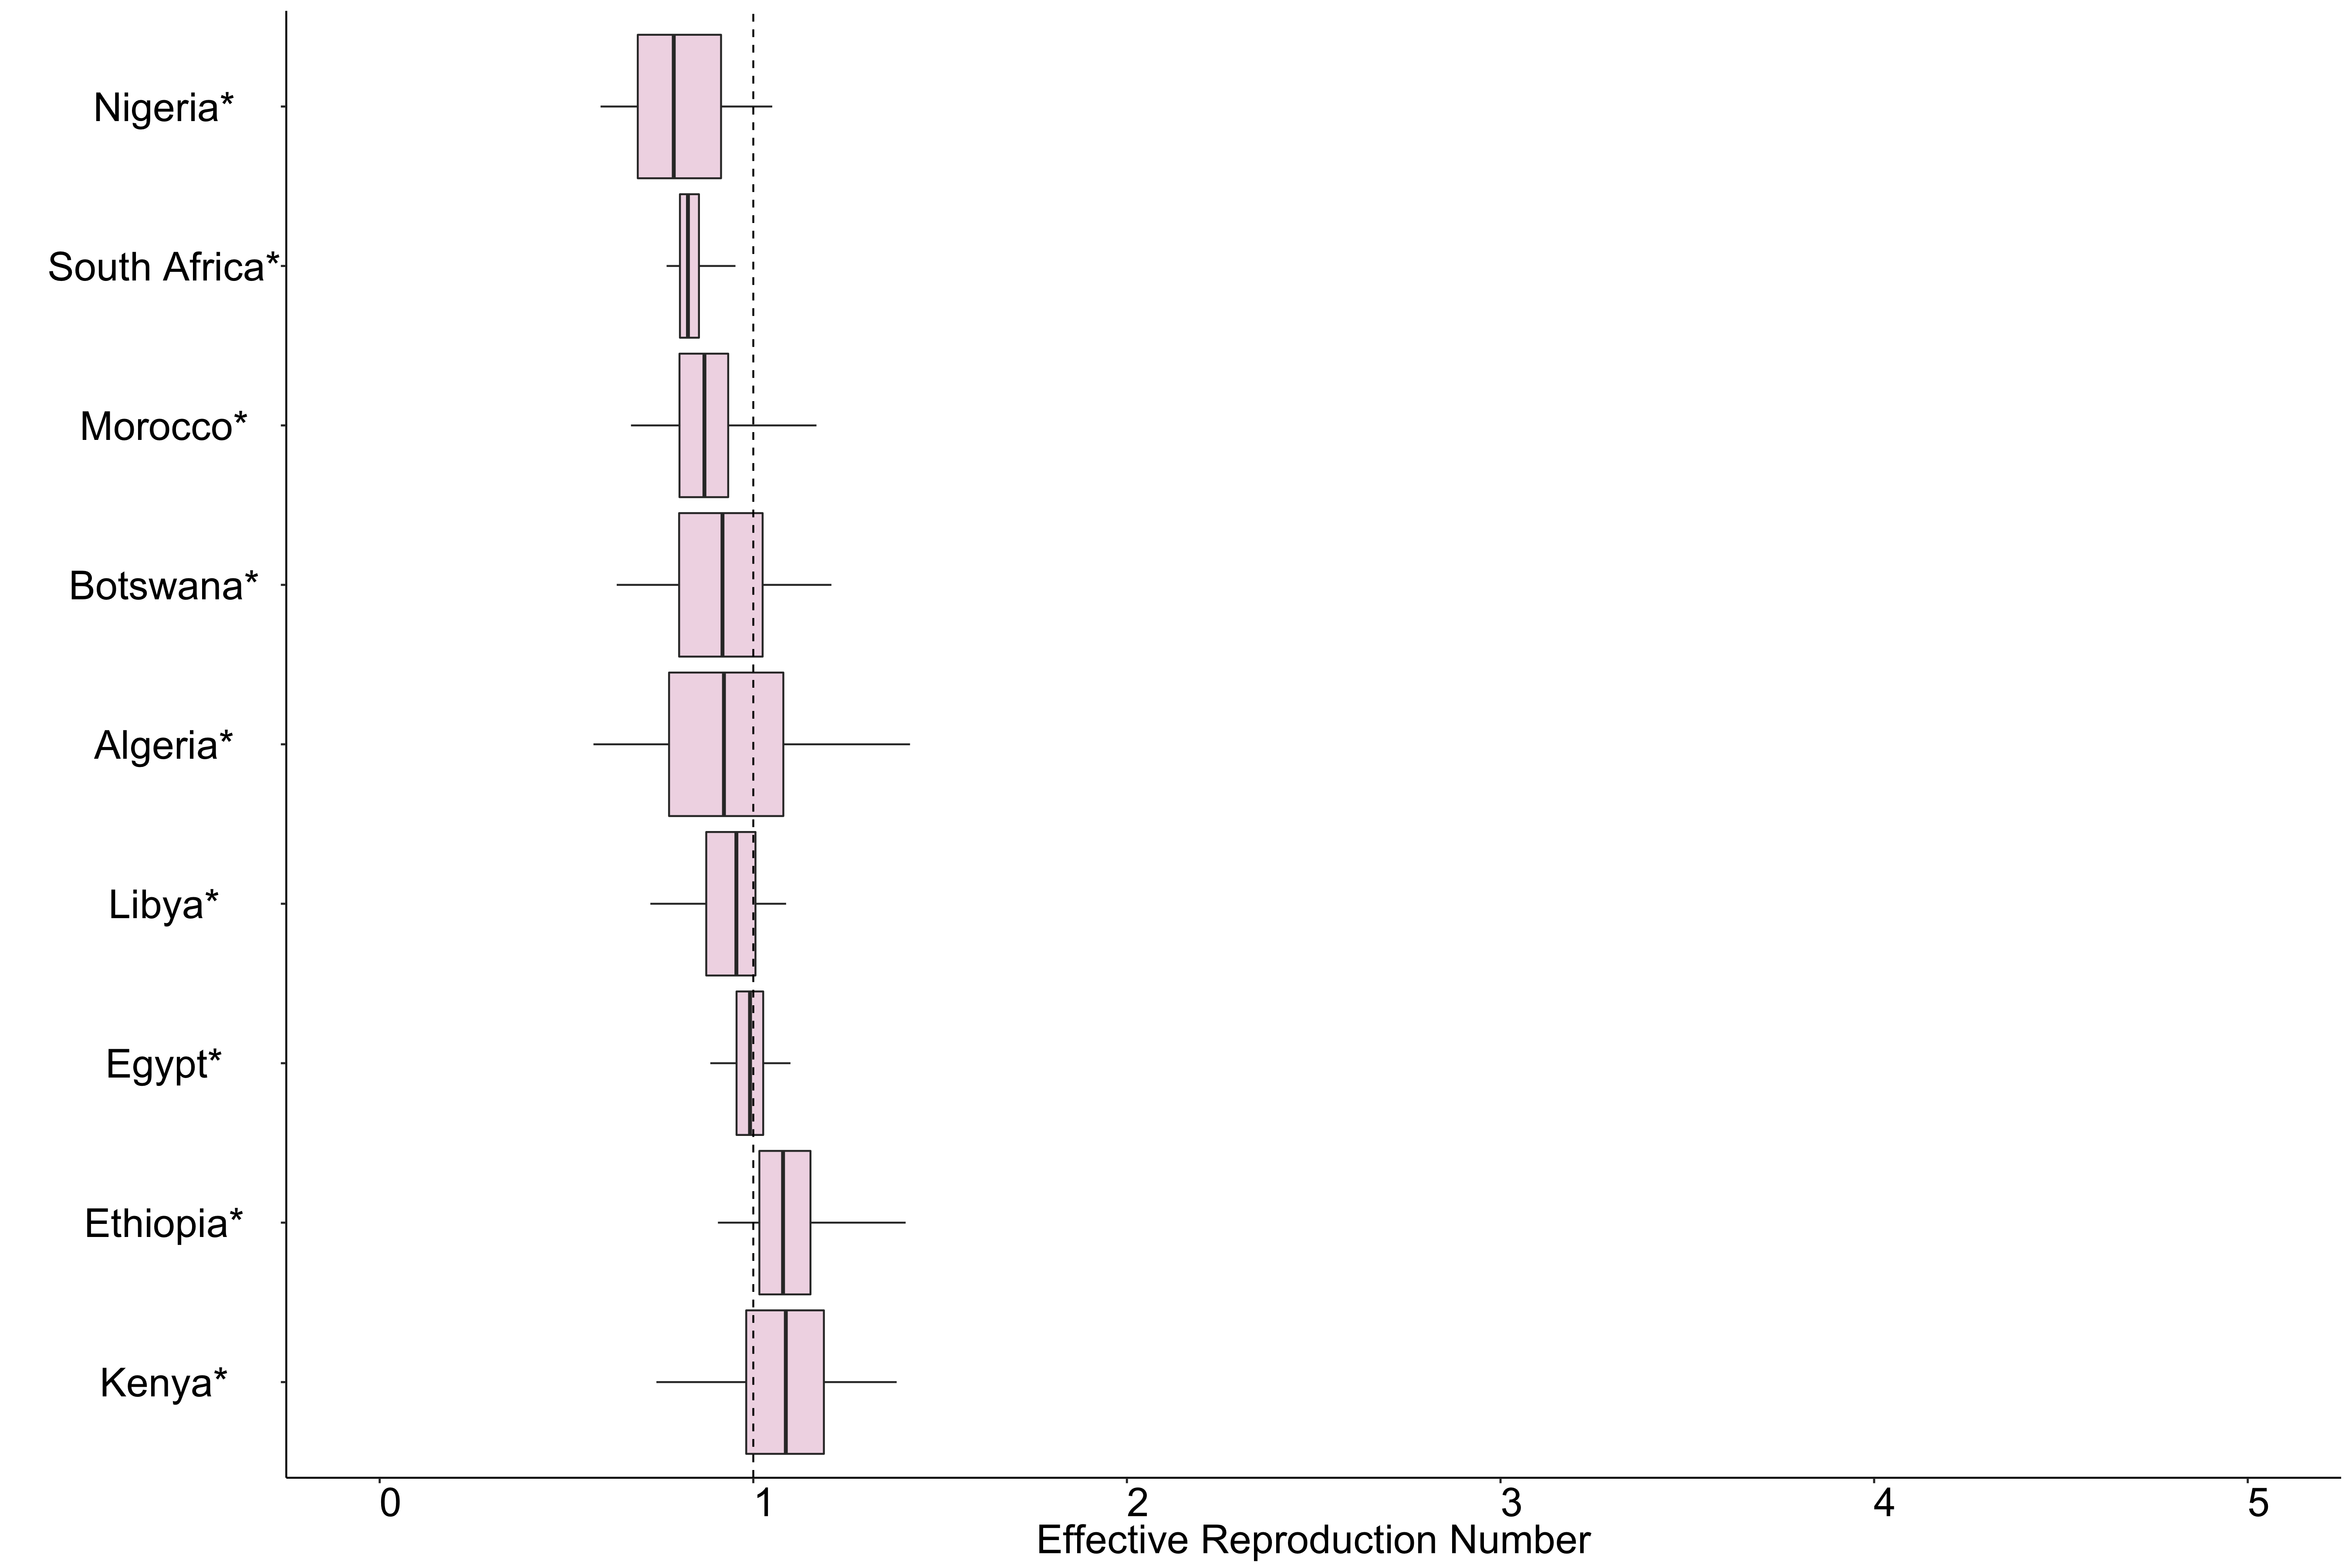 Nigeria*
South Africa*
Morocco*
Botswana*
Algeria*
Libya*
Egypt*
Ethiopia*
Kenya*
0 1 2 3 4 5
Effective Reproduction Number